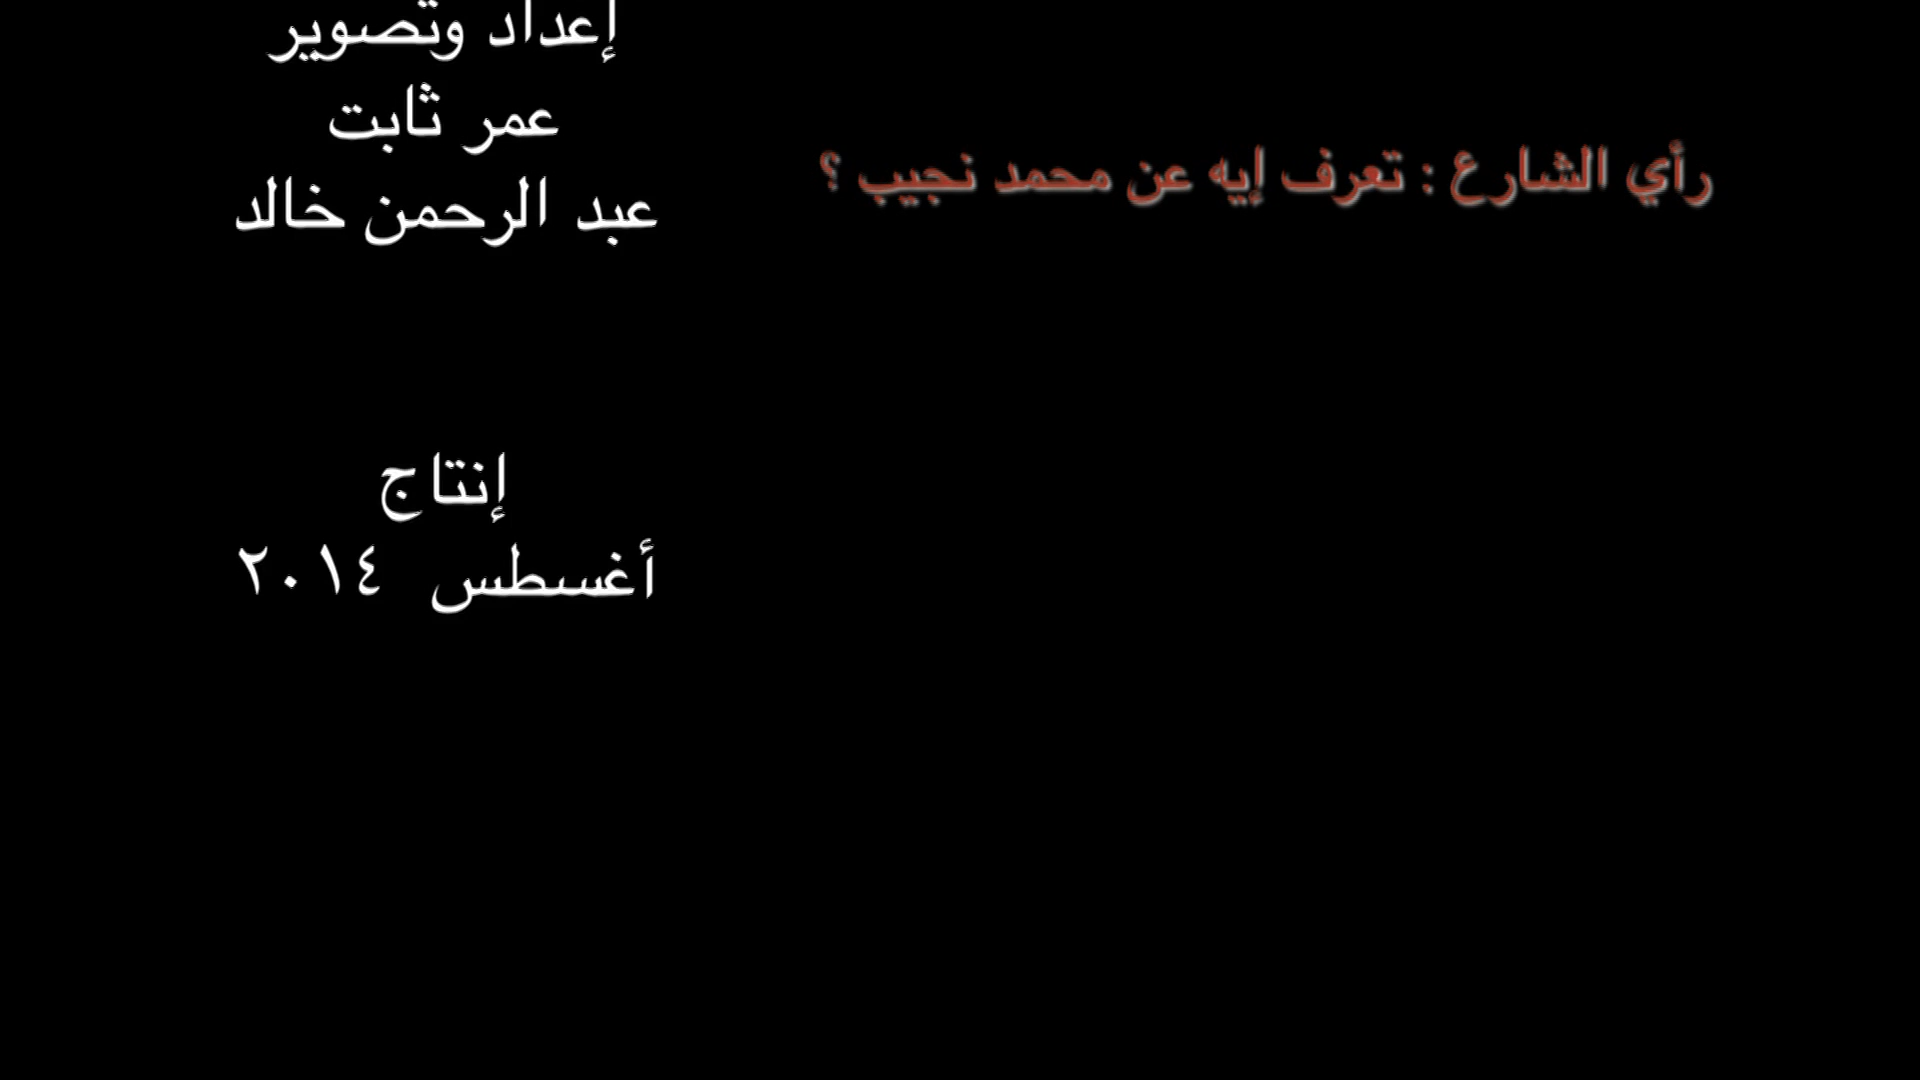 رأي الشارع : تعرف إيه عن محمد نجيب ؟
إعداد وتصوير
عمر ثابت
عبد الرحمن خالد
إنتاج
أغسطس ٢٠١٤